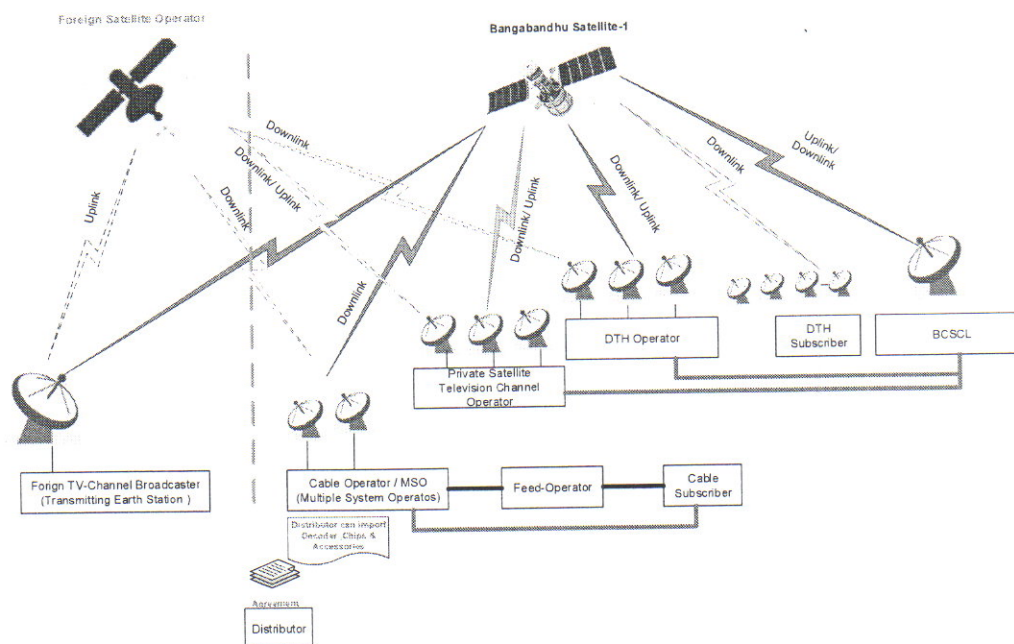 Foreign Satellite Operator
Bangabandhu Satellite-1
Downlink
Downlink/ Uplink
Downlink
Uplink
Downlink
Downlink/ Uplink
Downlink/ Uplink
Downlink
Uplink/
Downlink
DTH Operator
DTH
Subscriber
BCSCL
Private Satellite
Television Channel
Operator
Forign TV-Channel Broadcaster
(Transmitting Earth Station )
Cable Operator / MSO
(Multiple System Operatos)
Feed-Operator
Cable
Subscriber
Distributor can import
Decoder ,Chips &
Accessories
Agreement
Distributor